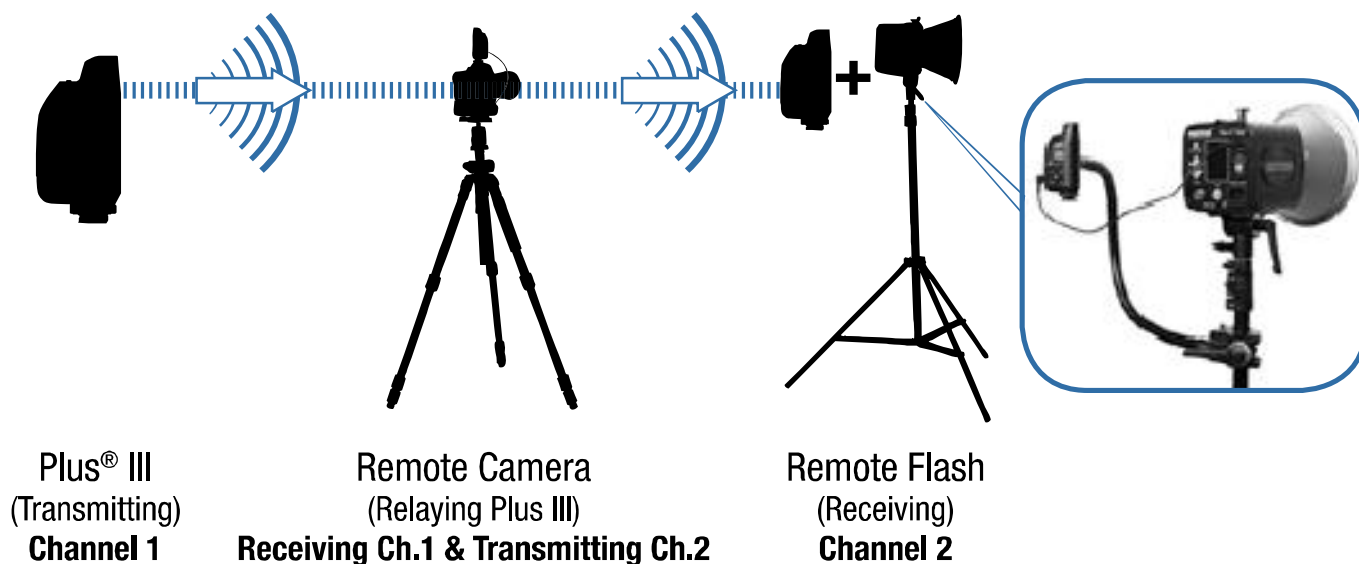 Plus® III
(Transmitting)
Channel 1
Remote Camera
(Relaying Plus III)
Receiving Ch.1 & Transmitting Ch.2
Remote Flash
(Receiving)
Channel 2